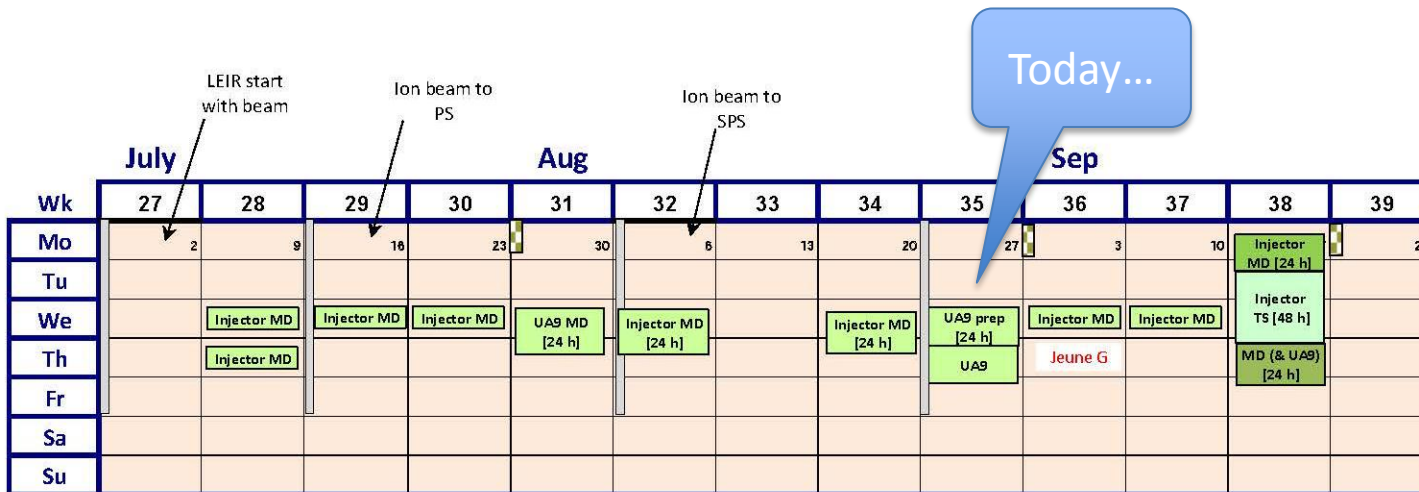 Today...
LEIR start
with beam
Ion beam to
PS
Ion beam to
SPS
July Aug Sep
Wk 27 28 29 30 31 32 33 34 35 36 37 38 39
Mo 2 9 16 23 30 6 13 20 27 3 10 Injector
MD [24 h]
Tu
Injector
TS [48 h]
We Injector MD Injector MD Injector MD UA9 MD
[24 h] Injector MD
[24 h] Injector MD
[24 h] UA9 prep
[24 h] Injector MD Injector MD
Th Injector MD UA9 Jeune G MD (& UA9)
[24 h]
Fr
Sa
Su